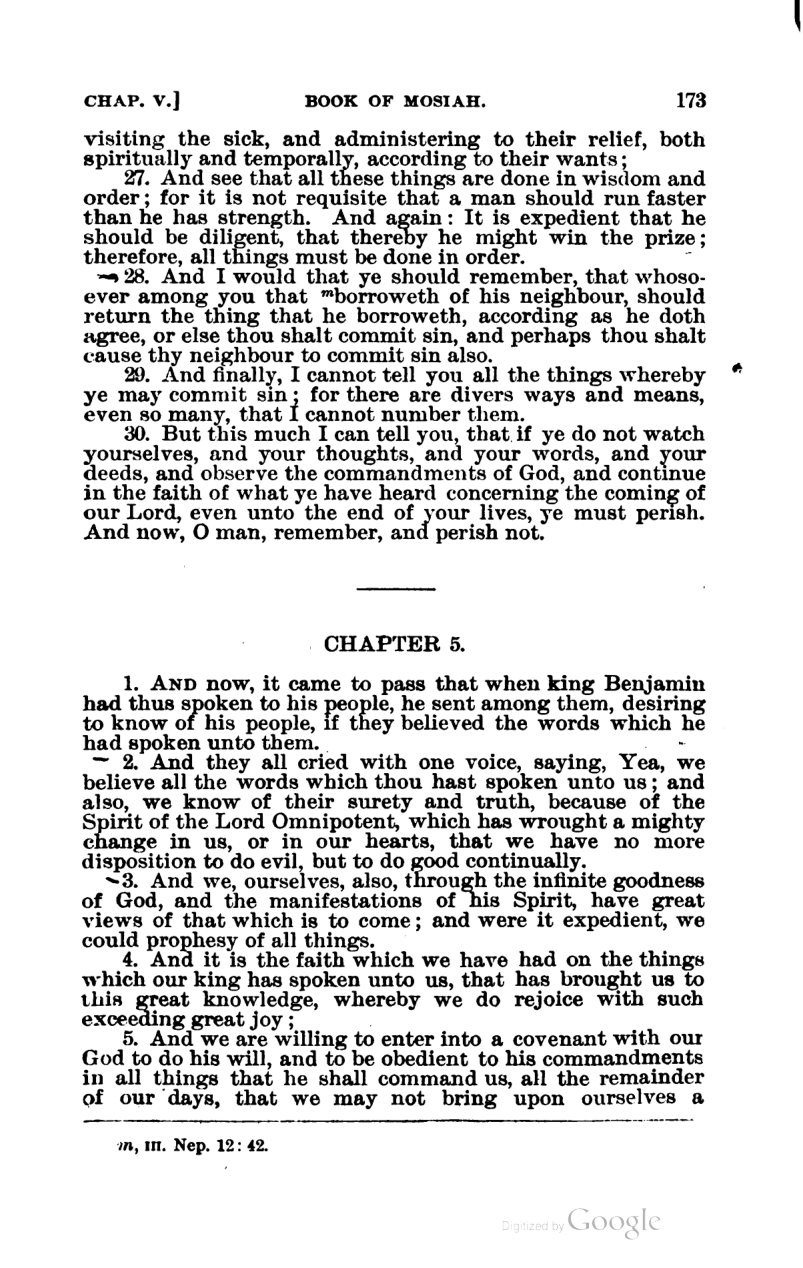 CHAP. V.] BOOK OF MOSIAH. 173
visiting the sick, and administering to their relief, both
spiritually and temporally, according to their wants;
27. And see that all these things are done in wisdom and
order; for it is not requisite that a man should run faster
than he has strength. And again: It is expedient that he
should be diligent, that thereby he might win the prize;
therefore, all things must be done in order.
28. And I would that ye should remember, that whoso-
ever among you that mborroweth of his neighbour, should
return the thing that he borroweth, according as he doth
agree, or else thou shalt commit sin, and perhaps thou shalt
cause thy neighbour to commit sin also.
29. And finally, I cannot tell you all the things whereby
ye may commit sin; for there are divers ways and means,
even so many, that I cannot number them.
30. But this much I can tell you, that if ye do not watch
yourselves, and your thoughts, and your words, and your
deeds, and observe the commandments of God, and continue
in the faith of what ye have heard concerning the coming of
our Lord, even unto the end of your lives, ye must perish.
And now, O man, remember, and perish not.
CHAPTER 5.
1. AND now, it came to pass that when king Benjamin
had thus spoken to his people, he sent among them, desiring
to know of his people, if they believed the words which he
had spoken unto them.
2. And they all cried with one voice, saying, Yea, we
believe all the words which thou hast spoken unto us; and
also, we know of their surety and truth, because of the
Spirit of the Lord Omnipotent, which has wrought a mighty
change in us, or in our hearts, that we have no more
disposition to do evil, but to do good continually.
3. And we, ourselves, also, through the infinite goodness
of God, and the manifestations of his Spirit, have great
views of that which is to come; and were it expedient, we
could prophesy of all things.
4. And it is the faith which we have had on the things
which our king has spoken unto us, that has brought us to
this great knowledge, whereby we do rejoice with such
exceeding great joy;
5. And we are willing to enter into a covenant with our
God to do his will, and to be obedient to his commandments
in all things that he shall command us, all the remainder
of our days, that we may not bring upon ourselves a
m, III. Nep. 12: 42.
Digitized by Google